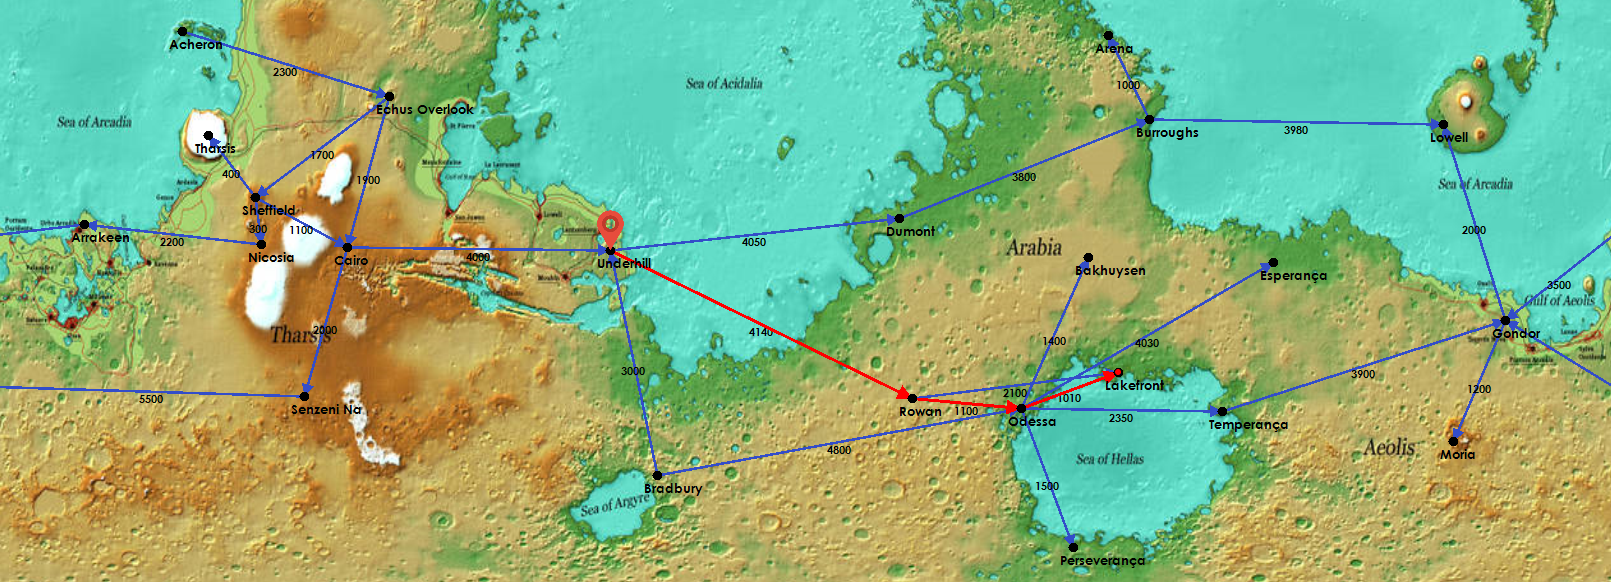 Arena
Acheron
2300
Sea of Acidalia
1000
Echus Overlook
Sea of Arcadia
St Pierra
Burroughs
3980
Lowell
Tharsis
1700
400
1900
3800
Sea of Arcadia
Sheffield
300
1100
Lowell
Arrakeen
2200
Nicosia
Cairo
4000
Underhill
4050
Dumont
2000
Arabia
Bakhuysen
Esperança
3500
Gulf of Aeolis
Gondor
Tharsis
2000
4140
1400
4030
3000
Lakefront
3900
1200
5500
Senzeni Na
Rowan
1100
2100
1010
Odessa
2350
Temperança
4800
Aeolis
Moria
Sea of Hellas
Bradbury
Sea of Argyre
1500
Perseverança